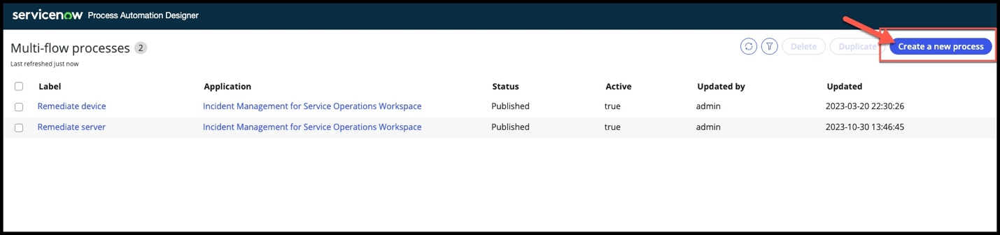 servicenow Process Automation Designer
Multi-flow processes 2
Delete Duplicate Create a new process
Last refreshed just now
Label Application Status Active Updated by Updated
Remediate device Incident Management for Service Operations Workspace Published true admin 2023-03-20 22:30:26
Remediate server Incident Management for Service Operations Workspace Published true admin 2023-10-30 13:46:45